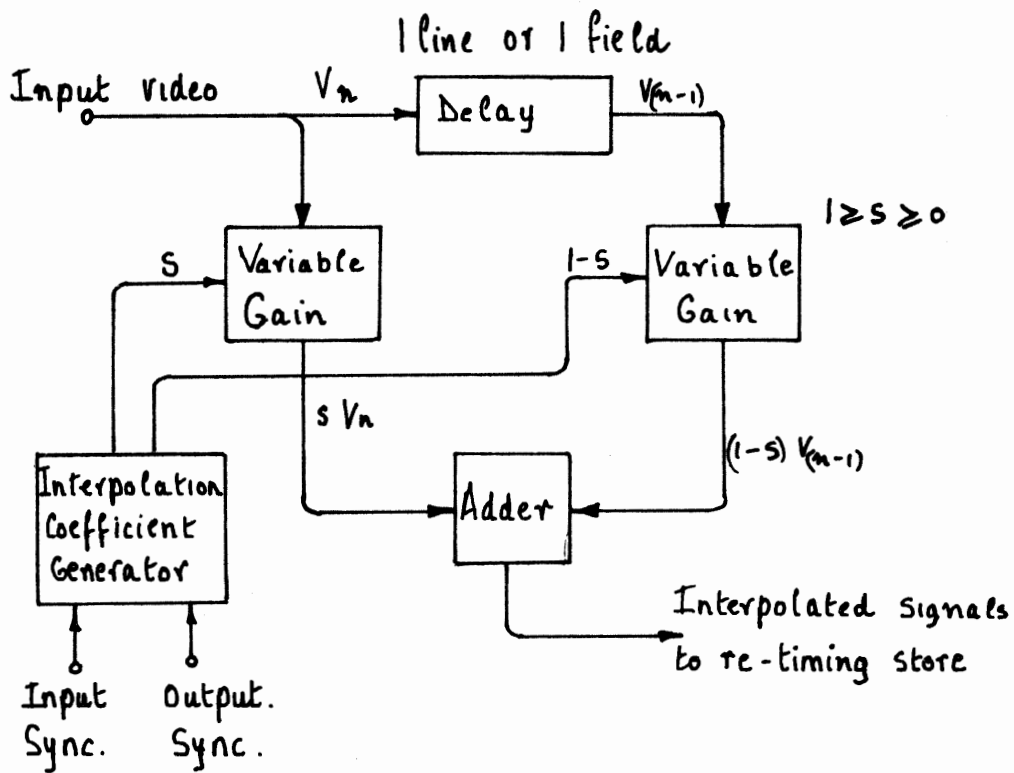 1 line or 1 field
Input video
Vn
Delay
V(n-1)
1 ≥ s ≥ 0
S
Variable
Gain
1-s
Variable
Gain
s Vn
(1-s) V(n-1)
Interpolation
Coefficient
Generator
Adder
Interpolated signals
to re-timing store
Input
Sync.
Output.
Sync.